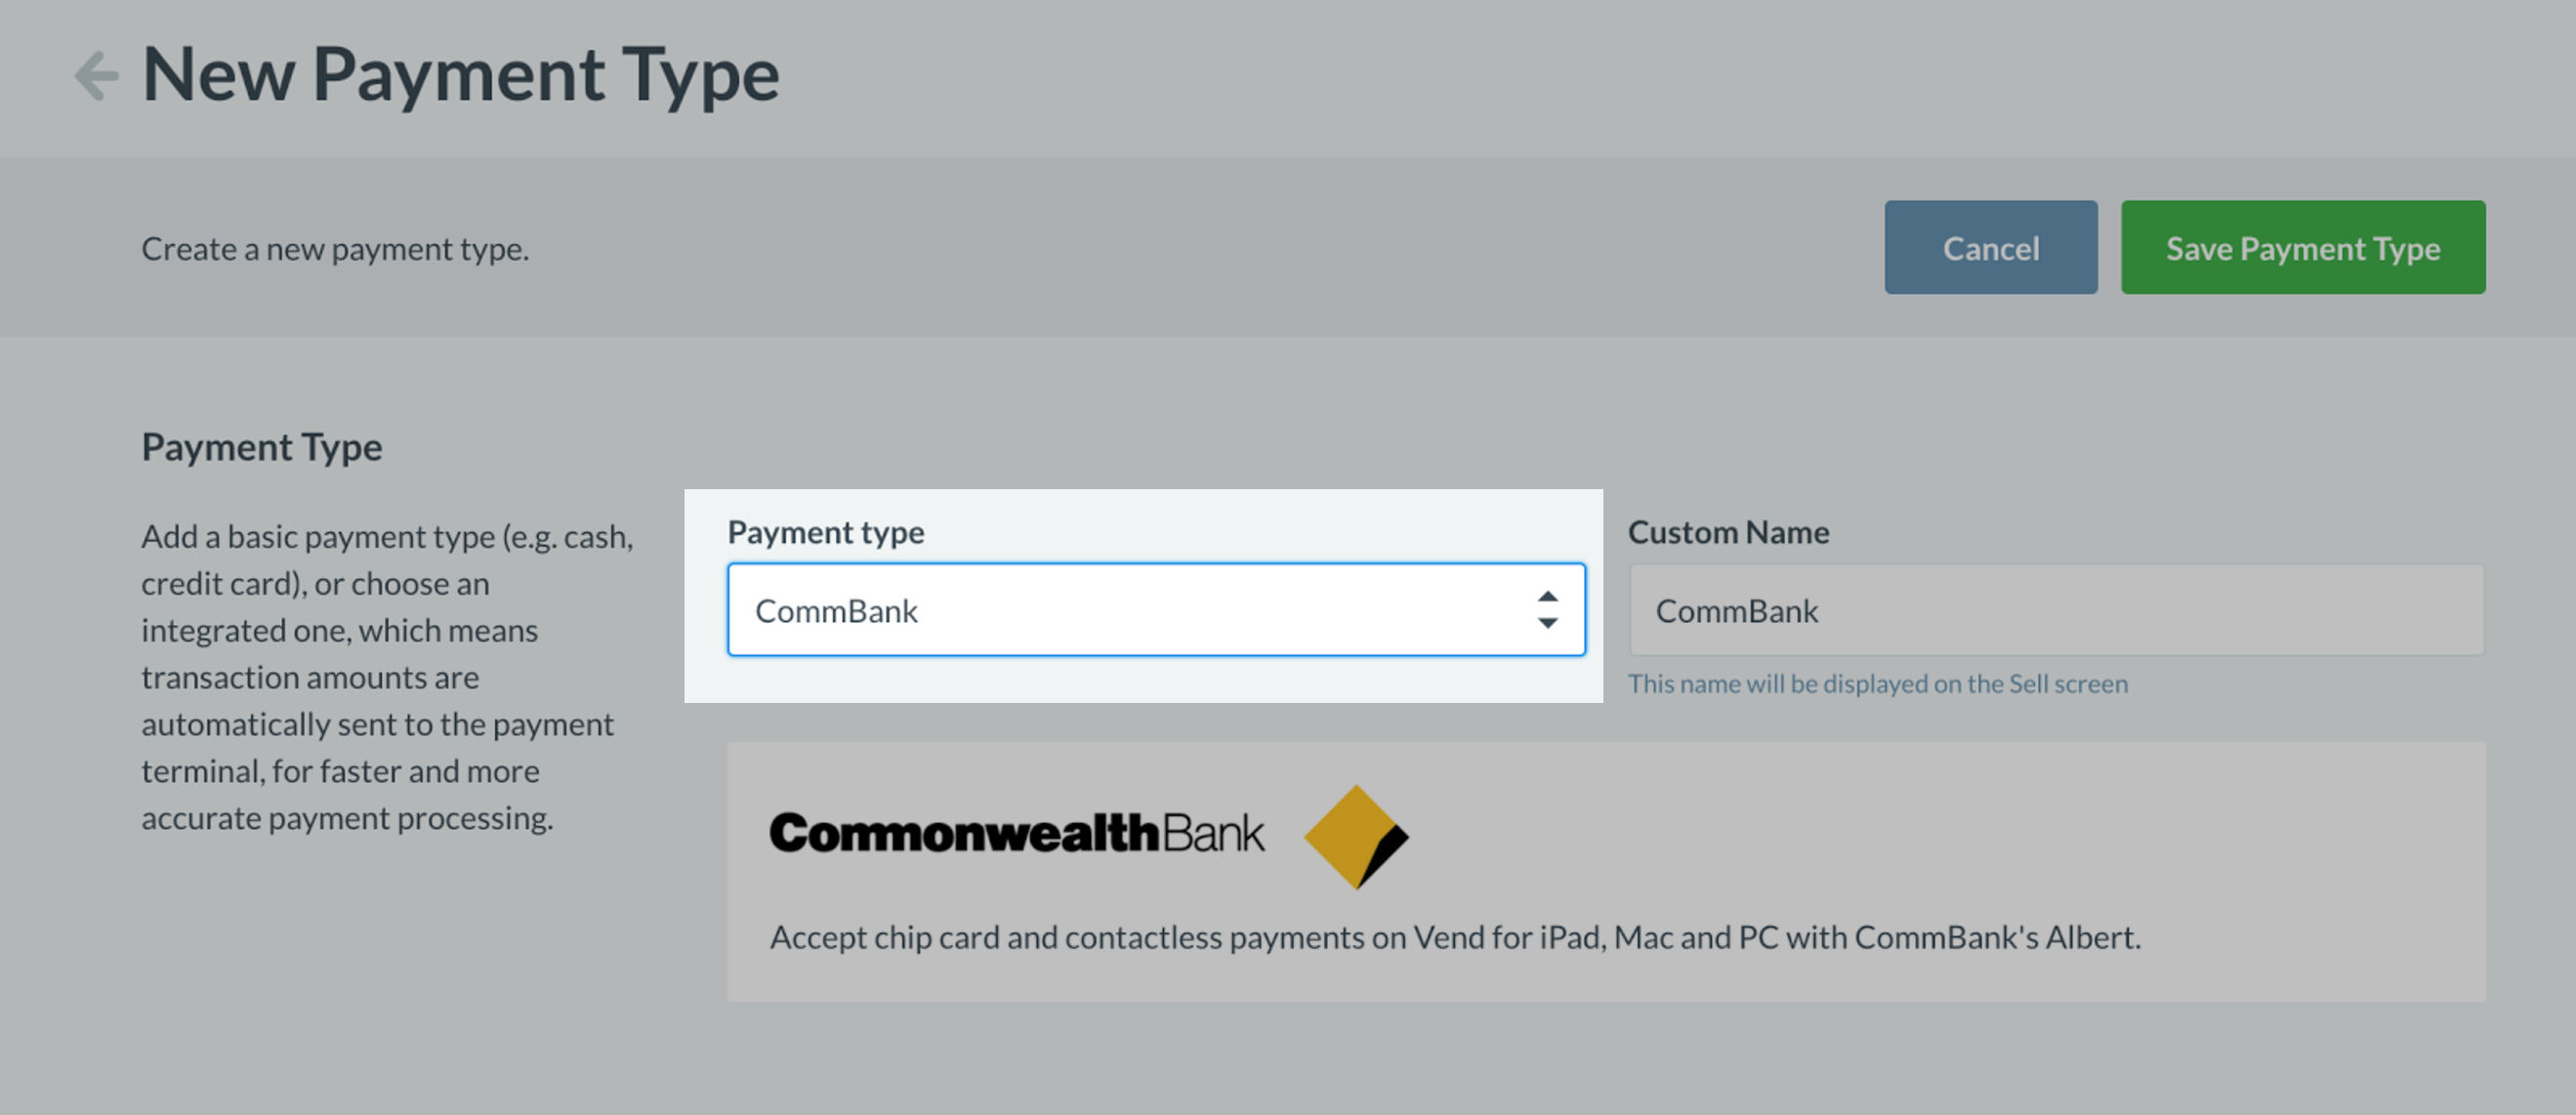 New Payment Type
Create a new payment type.
Cancel
Save Payment Type
Payment Type
Add a basic payment type (e.g. cash,
credit card), or choose an
integrated one, which means
transaction amounts are
automatically sent to the payment
terminal, for faster and more
accurate payment processing.
Payment type
CommBank
Custom Name
CommBank
This name will be displayed on the Sell screen
CommonwealthBank
Accept chip card and contactless payments on Vend for iPad, Mac and PC with CommBank's Albert.